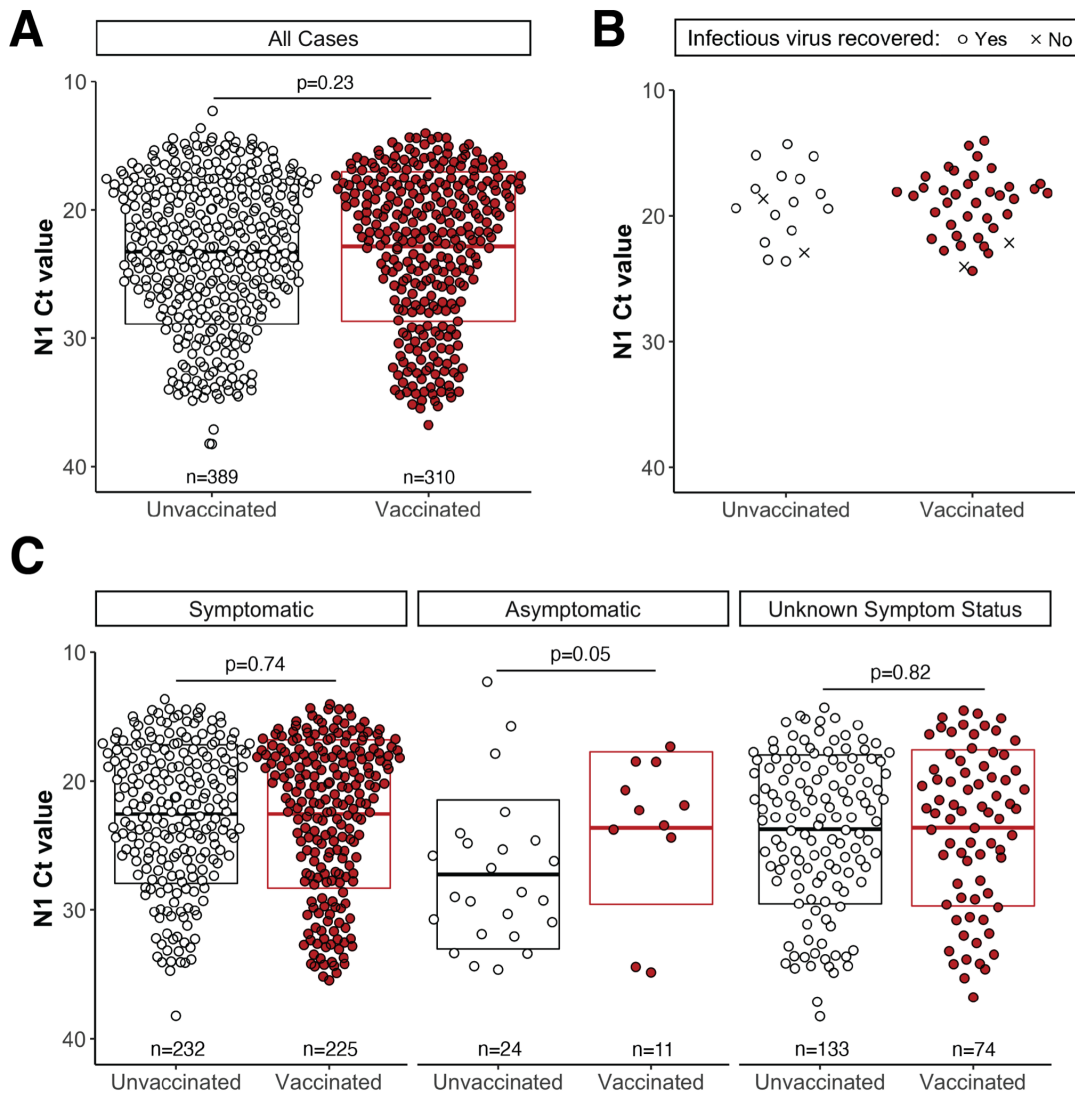 A
All Cases
p=0.23
10
20
30
40
N1 Ct value
n=389
n=310
Unvaccinated
Vaccinated
B
Infectious virus recovered: ○ Yes × No
10
20
30
40
N1 Ct value
Unvaccinated
Vaccinated
C
Symptomatic
Asymptomatic
Unknown Symptom Status
p=0.74
p=0.05
p=0.82
10
20
30
40
N1 Ct value
n=232
n=225
n=24
n=11
n=133
n=74
Unvaccinated
Vaccinated
Unvaccinated
Vaccinated
Unvaccinated
Vaccinated